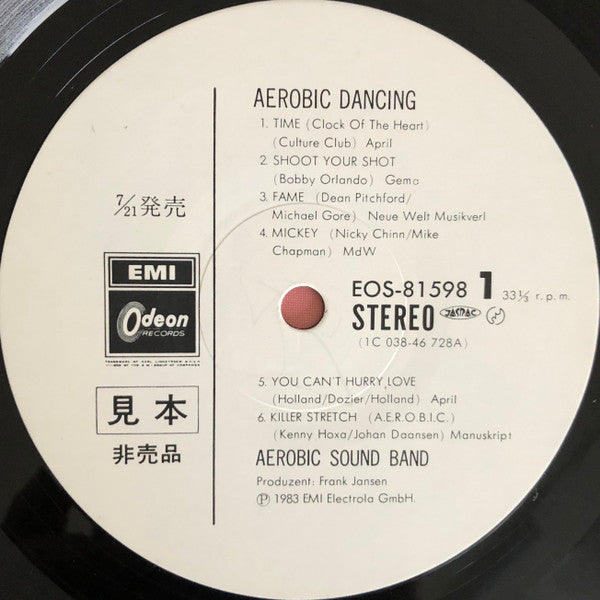 AEROBIC DANCING
1. TIME (Clock Of The Heart)
(Culture Club) April
2. SHOOT YOUR SHOT
(Bobby Orlando) Gema
3. FAME (Dean Pitchford/
Michael Gore) Neue Welt Musikverl
4. MICKEY (Nicky Chinn/Mike
Chapman) MdW
7/21発売
EMI
Odeon
RECORDS
見本
非売品
EOS-81598 1 33⅓ r.p.m.
STEREO JASRAC
(1C 038-46 728A)
5. YOU CAN'T HURRY LOVE
(Holland/Dozier/Holland) April
6. KILLER STRETCH (A.E.R.O.B.I.C.)
(Kenny Hoxa/Johan Daansen) Manuskript
AEROBIC SOUND BAND
Produzent: Frank Jansen
Ⓟ 1983 EMI Electrola GmbH.